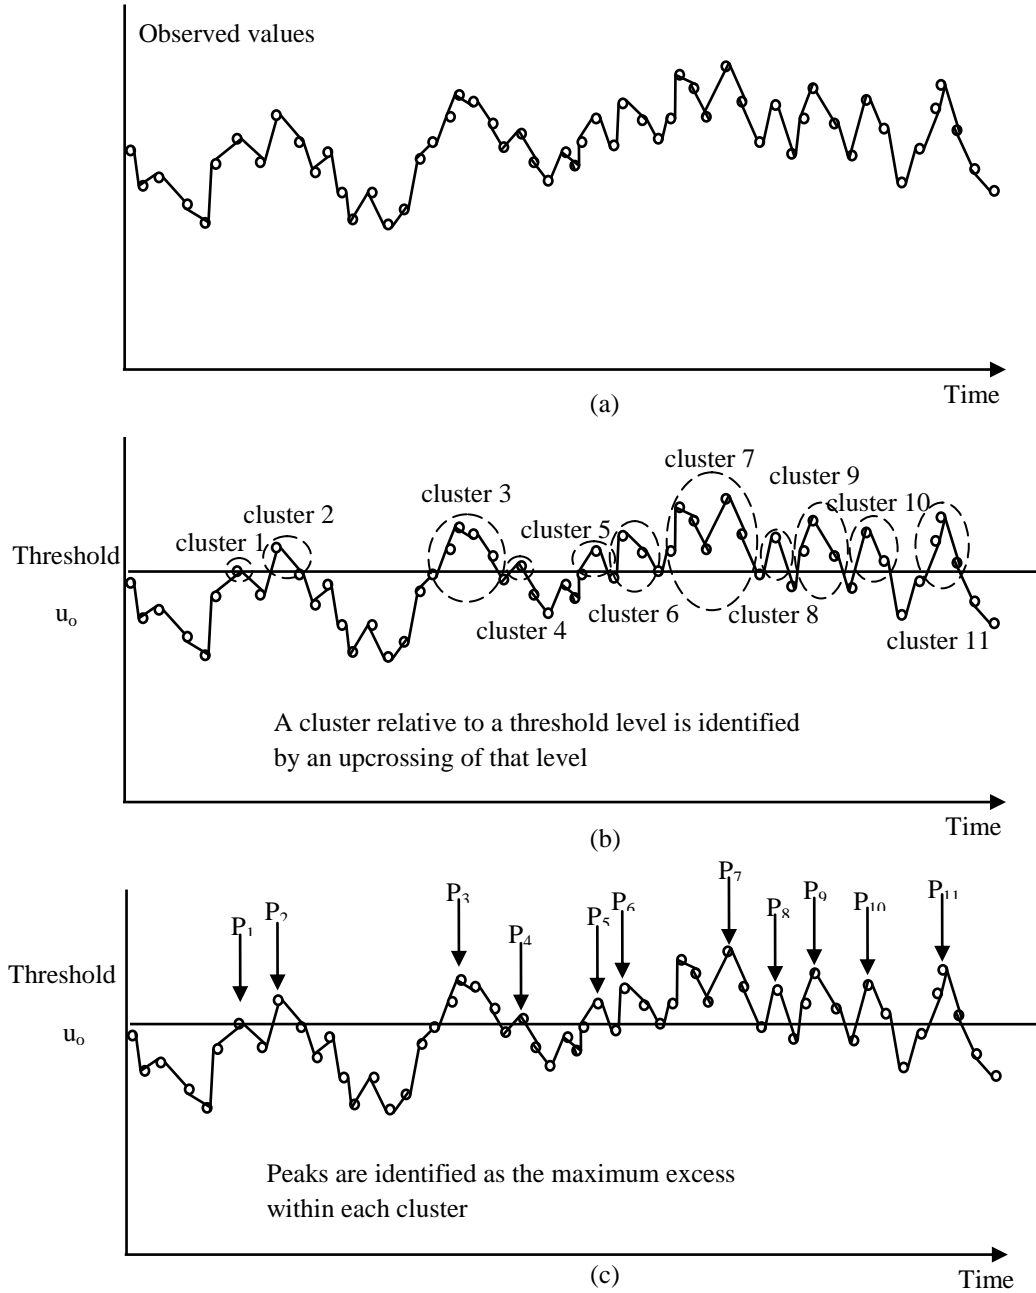 Observed values
Time
(a)
cluster 7
cluster 9
cluster 3
cluster 10
cluster 2
cluster 5
cluster 1
Threshold
u₀
cluster 4
cluster 6
cluster 8
cluster 11
A cluster relative to a threshold level is identified
by an upcrossing of that level
Time
(b)
P₇
P₃
P₆
P₉
P₁₁
P₁
P₂
P₅
P₈
P₁₀
P₄
Threshold
u₀
Peaks are identified as the maximum excess
within each cluster
Time
(c)